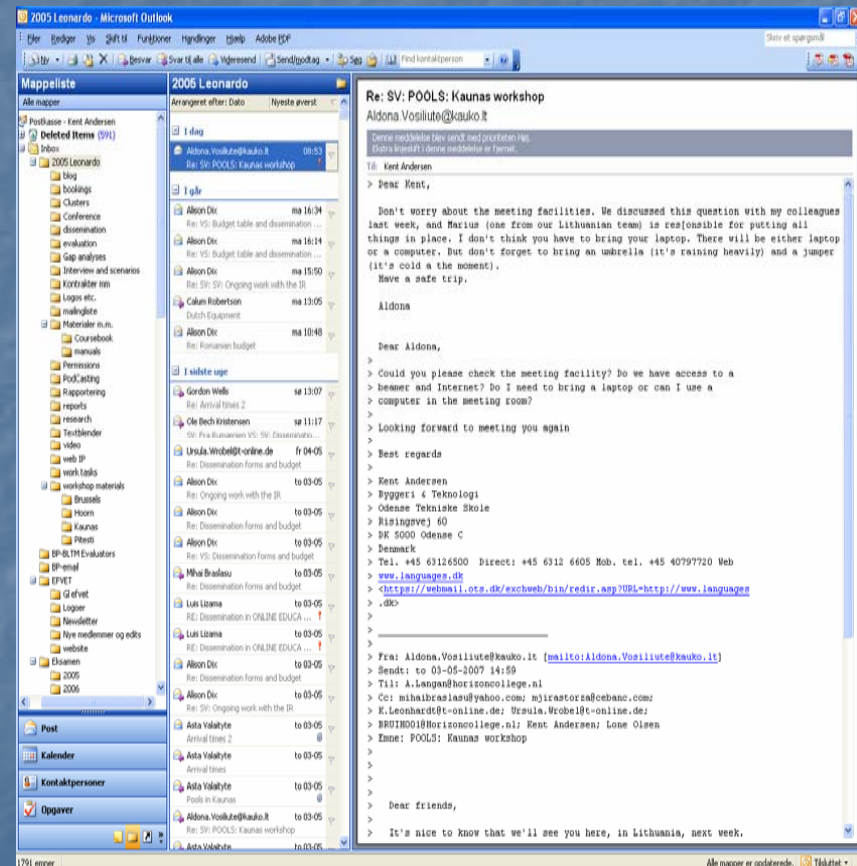 2005 Leonardo - Microsoft Outlook
Filer Rediger Vis Skift til Funktioner Handlinger Hjælp Adobe PDF
Skriv et spørgsmål
Ny Besvar Svar til alle Videresend Send/modtag Søg Find kontaktperson
Mappeliste
Alle mapper
Postkasse - Kent Andersen
Deleted Items (591)
Inbox
2005 Leonardo
blog
bookings
Clusters
Conference
dissemination
evaluation
Gap analyses
Interview and scenarios
Kontrakter mm
Logos etc.
mailingliste
Materialer m.m.
Coursebook
manuals
Permissions
PodCasting
Rapportering
reports
research
Textblender
video
web IP
work tasks
workshop materials
Brussels
Hoorn
Kaunas
Pitesti
BP-BLTM Evaluators
BP-email
EFVET
Gl efvet
Logoer
Newsletter
Nye medlemmer og edts
website
Eksamen
2005
2006
Post
Kalender
Kontaktpersoner
Opgaver
1791 emner
2005 Leonardo
Arrangeret efter: Dato Nyeste øverst
I dag
Aldona.Vosiliute@kauko.lt 08:53
Re: SV: POOLS: Kaunas workshop
I går
Alison Dix ma 16:34
Re: VS: Budget table and dissemination ...
Alison Dix ma 16:14
Re: VS: Budget table and dissemination ...
Alison Dix ma 15:50
Re: SV: SV: Ongoing work with the IR
Calum Robertson ma 13:05
Dutch Equipment
Alison Dix ma 10:48
Re: Romanian budget
I sidste uge
Gordon Wells sø 13:07
Re: Arrival times 2
Ole Bech Kristensen sø 11:17
SV: Fra Rumænien VS: SV: Disseminatio...
Ursula.Wrobel@t-online.de fr 04-05
Re: Dissemination forms and budget
Alison Dix to 03-05
Re: Ongoing work with the IR
Alison Dix to 03-05
Re: Dissemination forms and budget
Alison Dix to 03-05
Re: VS: Dissemination forms and budget
Mihai Braslasu to 03-05
Re: Dissemination forms and budget
Luis Lizama to 03-05
RE: Dissemination in ONLINE EDUCA ...
Luis Lizama to 03-05
RE: Dissemination in ONLINE EDUCA ...
Alison Dix to 03-05
Re: Dissemination forms and budget
Alison Dix to 03-05
Re: SV: Ongoing work with the IR
Asta Valaityte to 03-05
Arrival times 2
Asta Valaityte to 03-05
Arrival times
Asta Valaityte to 03-05
Pools in Kaunas
Aldona.Vosiliute@kauko.lt to 03-05
Re: SV: POOLS: Kaunas workshop
Asta Valaityte to 03-05
Re: SV: POOLS: Kaunas workshop
Aldona.Vosiliute@kauko.lt
Denne meddelelse blev sendt med prioriteten Høj.
Ekstra linjeskift i denne meddelelse er fjernet.
Til: Kent Andersen
> Dear Kent,
Don't worry about the meeting facilities. We discussed this question with my colleagues
last week, and Marius (one from our Lithuanian team) is res[onsible for putting all
things in place. I don't think you have to bring your laptop. There will be either laptop
or a computer. But don't forget to bring an umbrella (it's raining heavily) and a jumper
(it's cold a the moment).
Have a safe trip.
Aldona
Dear Aldona,
>
> Could you please check the meeting facility? Do we have access to a
> beamer and Internet? Do I need to bring a laptop or can I use a
> computer in the meeting room?
>
> Looking forward to meeting you again
>
> Best regards
>
> Kent Andersen
> Byggeri & Teknologi
> Odense Tekniske Skole
> Risingsvej 60
> DK 5000 Odense C
> Denmark
> Tel. +45 63126500 Direct: +45 6312 6605 Mob. tel. +45 40797720 Web
> www.languages.dk
> <https://webmail.ots.dk/exchweb/bin/redir.asp?URL=http://www.languages
> .dk>
>
> ________________________________
>
> Fra: Aldona.Vosiliute@kauko.lt [mailto:Aldona.Vosiliute@kauko.lt]
> Sendt: to 03-05-2007 14:59
> Til: A.Langan@horizoncollege.nl
> Cc: mihaibraslasu@yahoo.com; mjirastorza@cebanc.com;
> K.Leonhardt@t-online.de; Ursula.Wrobel@t-online.de;
> BRUIH001@Horizoncollege.nl; Kent Andersen; Lone Olsen
> Emne: POOLS: Kaunas workshop
>
>
>
> Dear friends,
>
> It's nice to know that we'll see you here, in Lithuania, next week.
Alle mapper er opdaterede. Tilsluttet